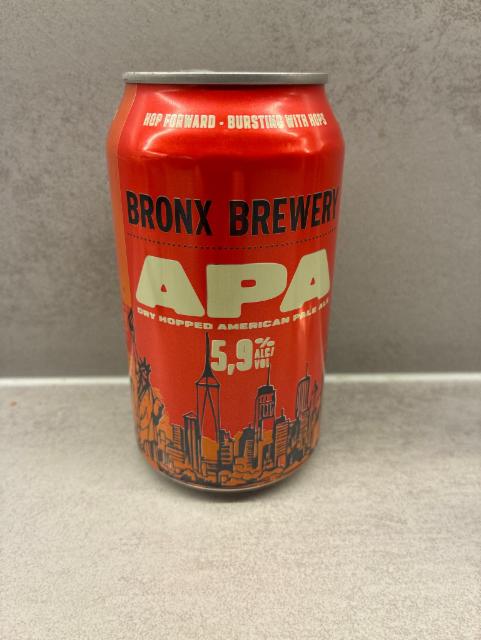 HOP FORWARD - BURSTING WITH HOPS
BRONX BREWERY
APA
DRY HOPPED AMERICAN PALE ALE
5,9% ALC/
VOL